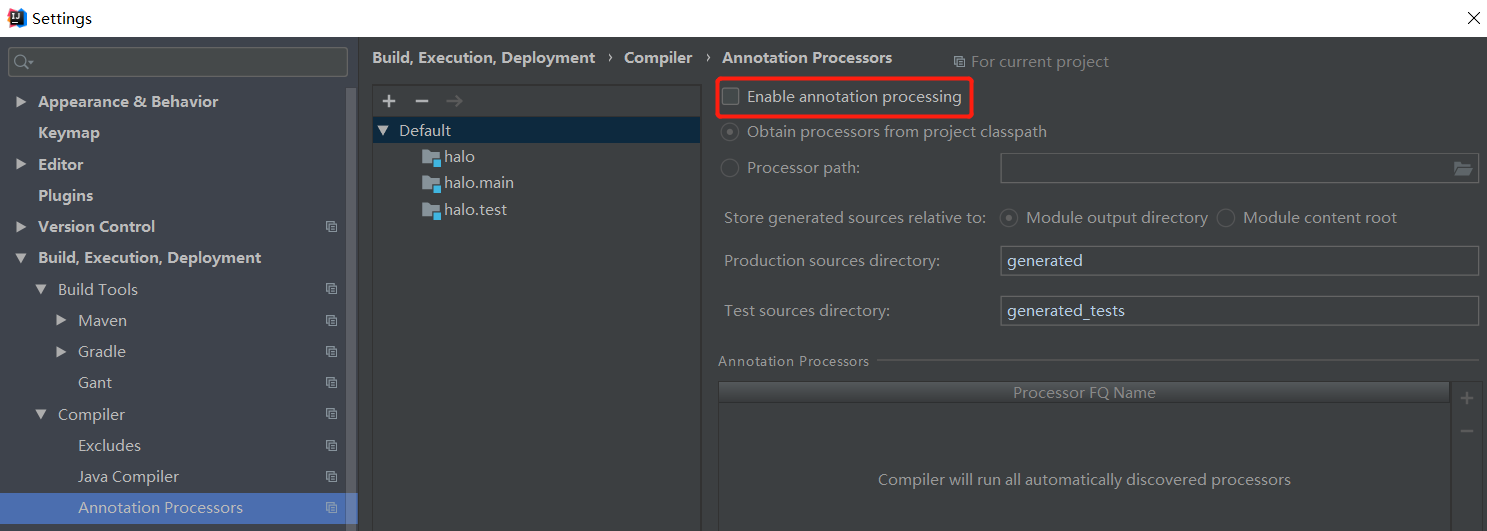 Settings
Appearance & Behavior
Keymap
Editor
Plugins
Version Control
Build, Execution, Deployment
Build Tools
Maven
Gradle
Gant
Compiler
Excludes
Java Compiler
Annotation Processors
Build, Execution, Deployment › Compiler › Annotation Processors
For current project
Default
halo
halo.main
halo.test
Enable annotation processing
Obtain processors from project classpath
Processor path:
Store generated sources relative to: Module output directory Module content root
Production sources directory: generated
Test sources directory: generated_tests
Annotation Processors
Processor FQ Name
Compiler will run all automatically discovered processors